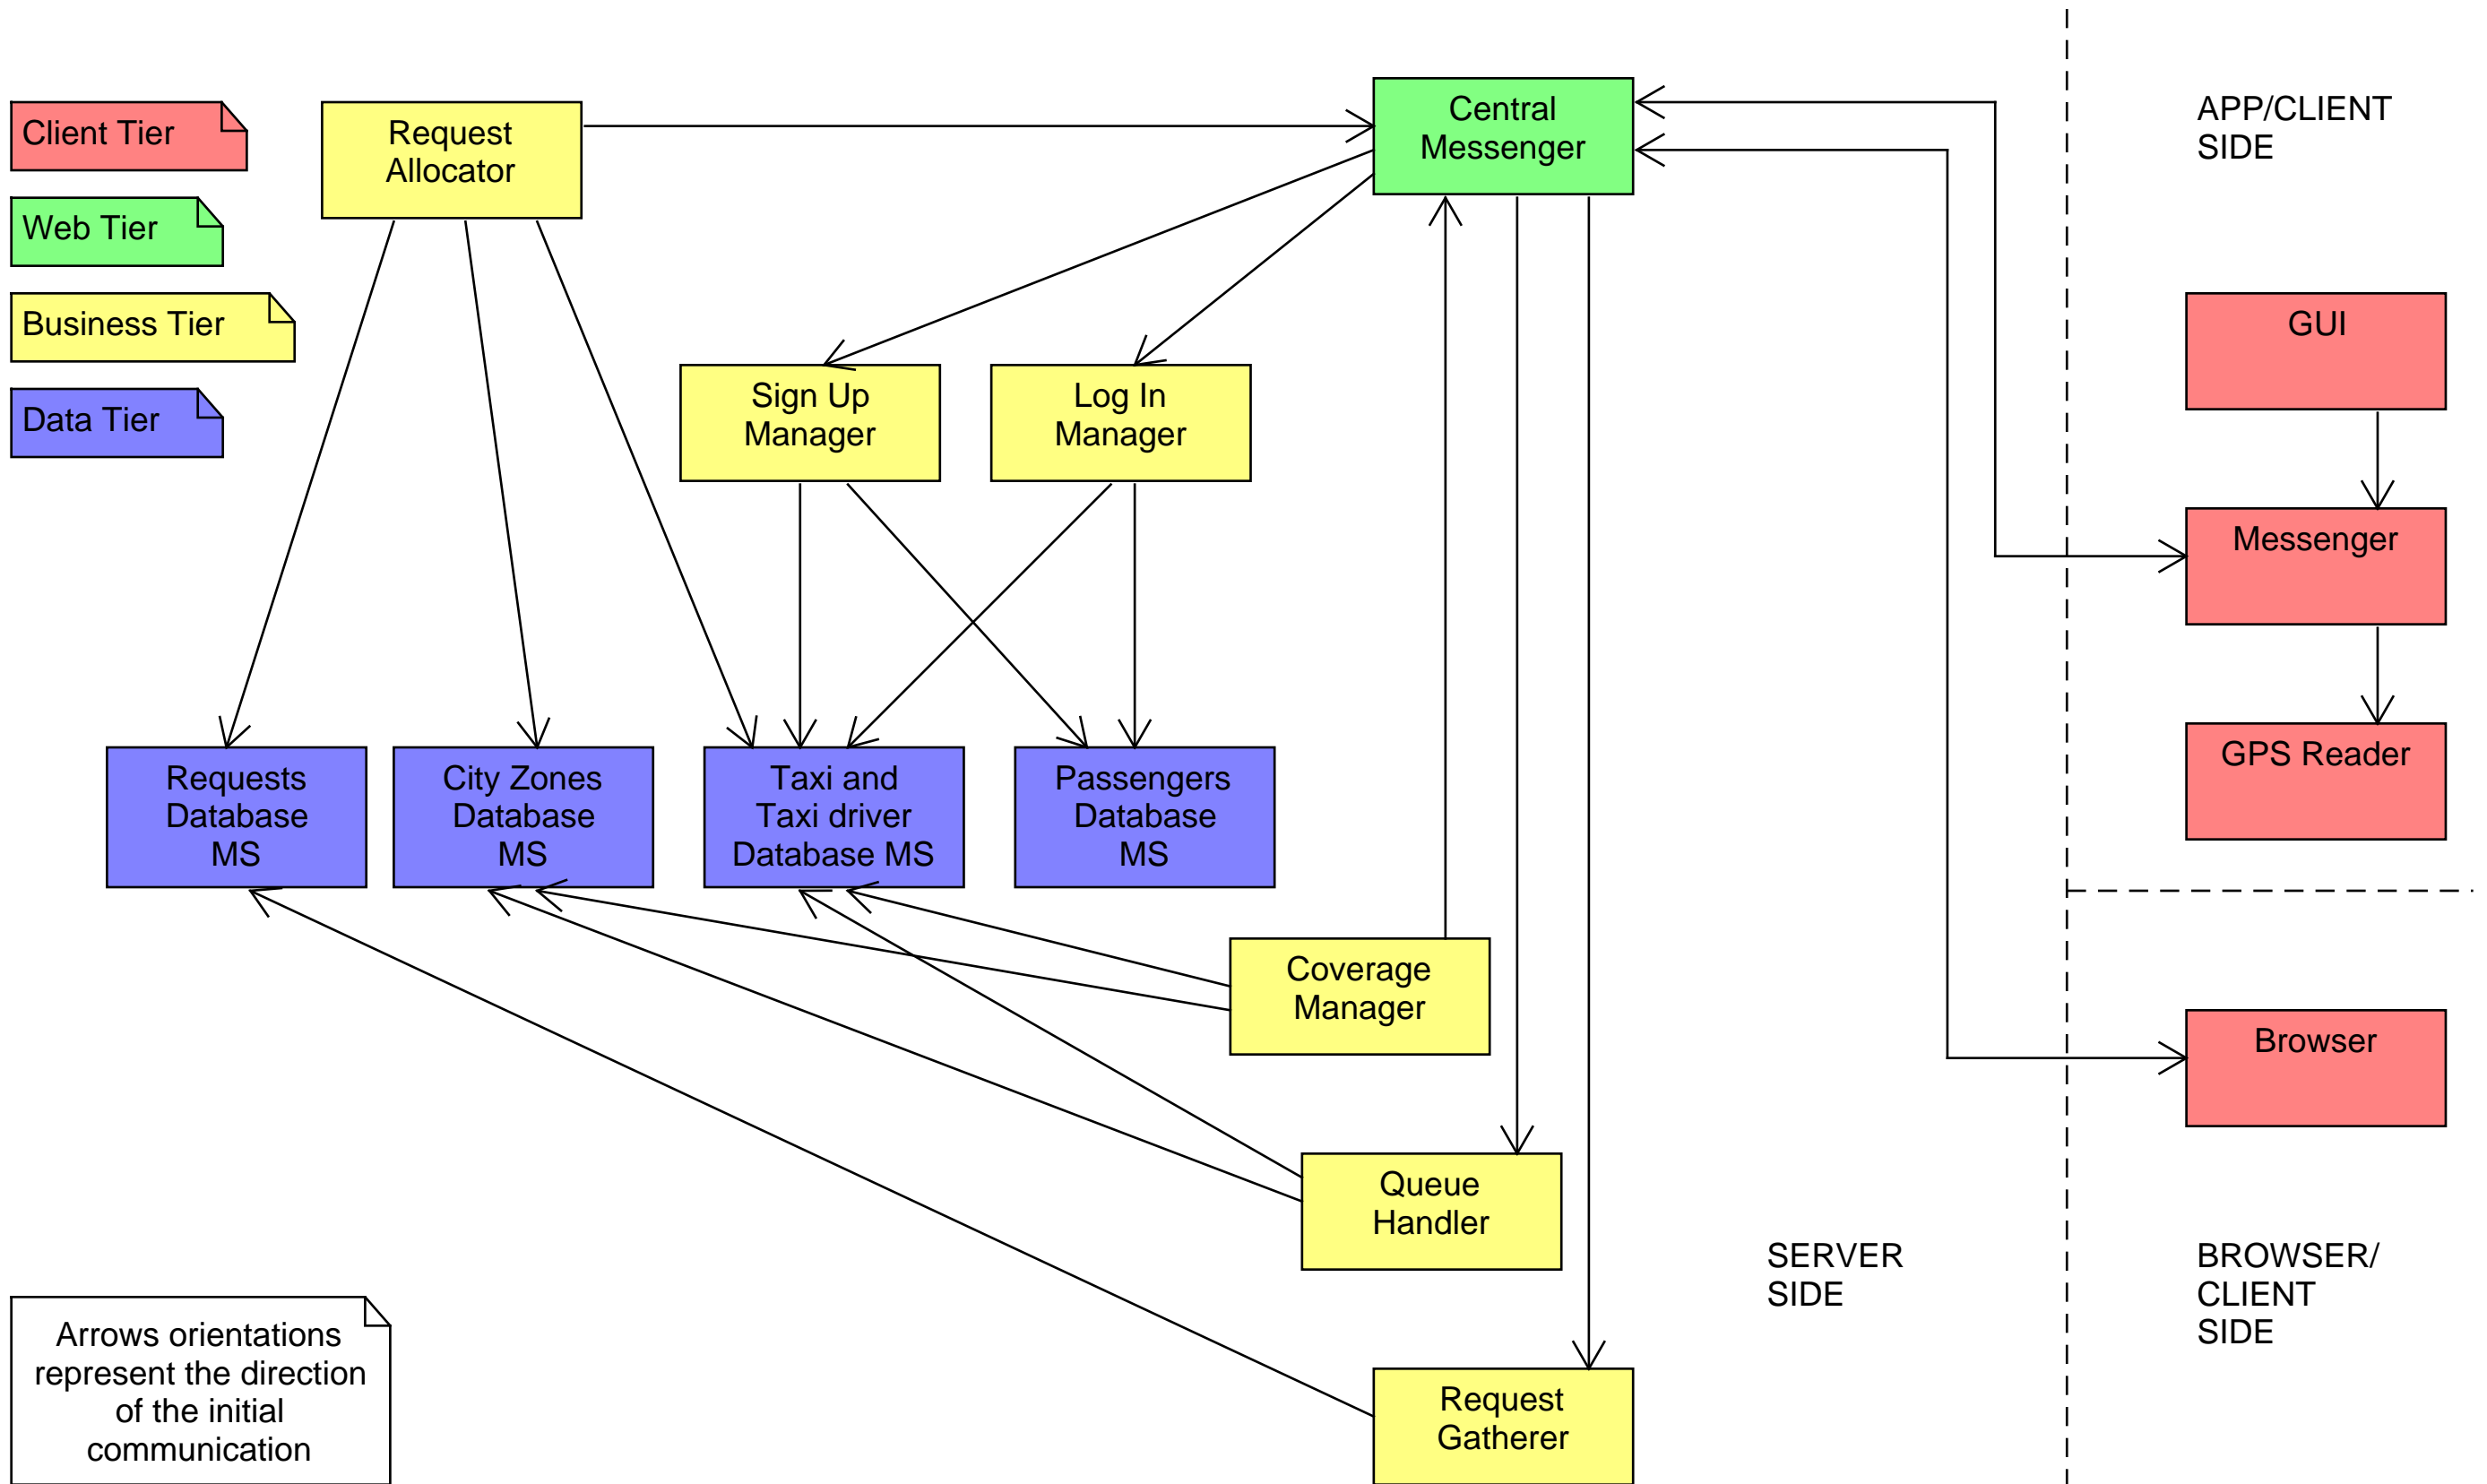 Client Tier
Web Tier
Business Tier
Data Tier
Request
Allocator
Central
Messenger
APP/CLIENT
SIDE
Sign Up
Manager
Log In
Manager
GUI
Messenger
GPS Reader
Requests
Database
MS
City Zones
Database
MS
Taxi and
Taxi driver
Database MS
Passengers
Database
MS
Coverage
Manager
Browser
Queue
Handler
SERVER
SIDE
BROWSER/
CLIENT
SIDE
Arrows orientations
represent the direction
of the initial
communication
Request
Gatherer